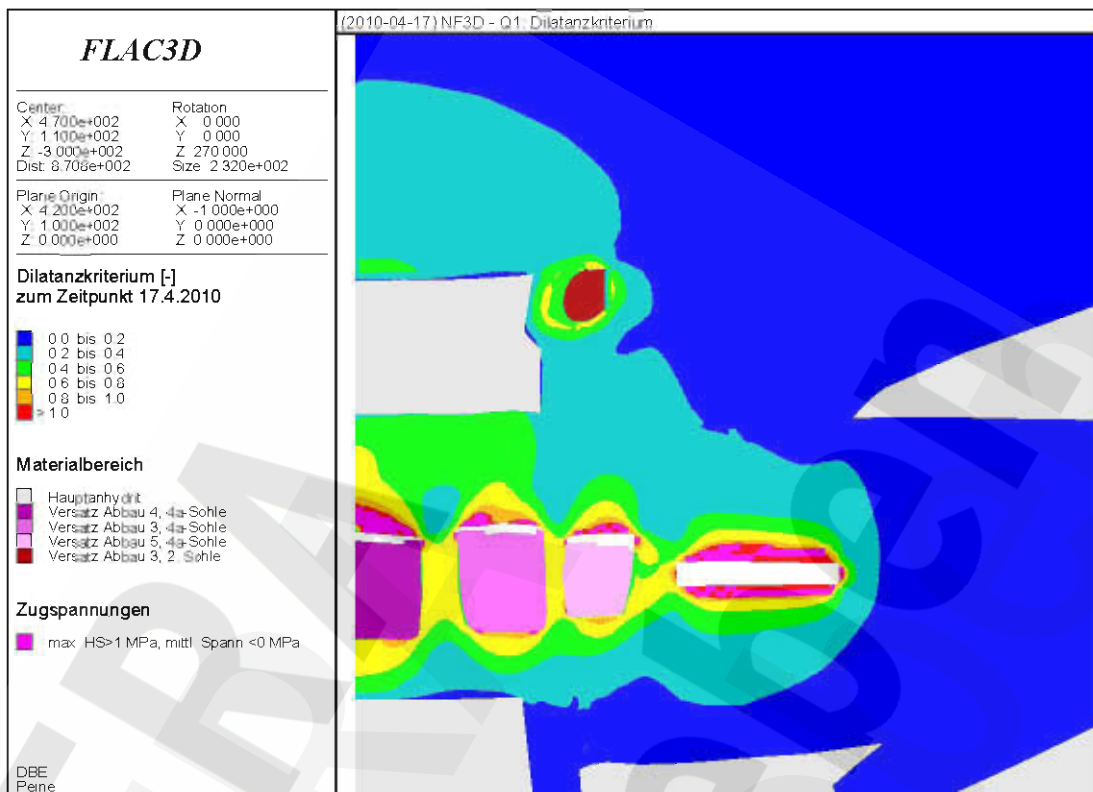 (2010-04-17) NF3D - Q1: Dilatanzkriterium
FLAC3D
Center: Rotation
X: 4.700e+002 X: 0.000
Y: 1.100e+002 Y: 0.000
Z: -3.000e+002 Z: 270.000
Dist: 8.708e+002 Size: 2.320e+002
Plane Origin: Plane Normal:
X: 4.200e+002 X: -1.000e+000
Y: 1.000e+002 Y: 0.000e+000
Z: 0.000e+000 Z: 0.000e+000
Dilatanzkriterium [-]
zum Zeitpunkt 17.4.2010
0.0 bis 0.2
0.2 bis 0.4
0.4 bis 0.6
0.6 bis 0.8
0.8 bis 1.0
> 1.0
Materialbereich
Hauptanhydrit
Versatz Abbau 4, 4a-Sohle
Versatz Abbau 3, 4a-Sohle
Versatz Abbau 5, 4a-Sohle
Versatz Abbau 3, 2. Sohle
Zugspannungen
max. HS>1 MPa, mittl. Spann.<0 MPa
DBE
Peine